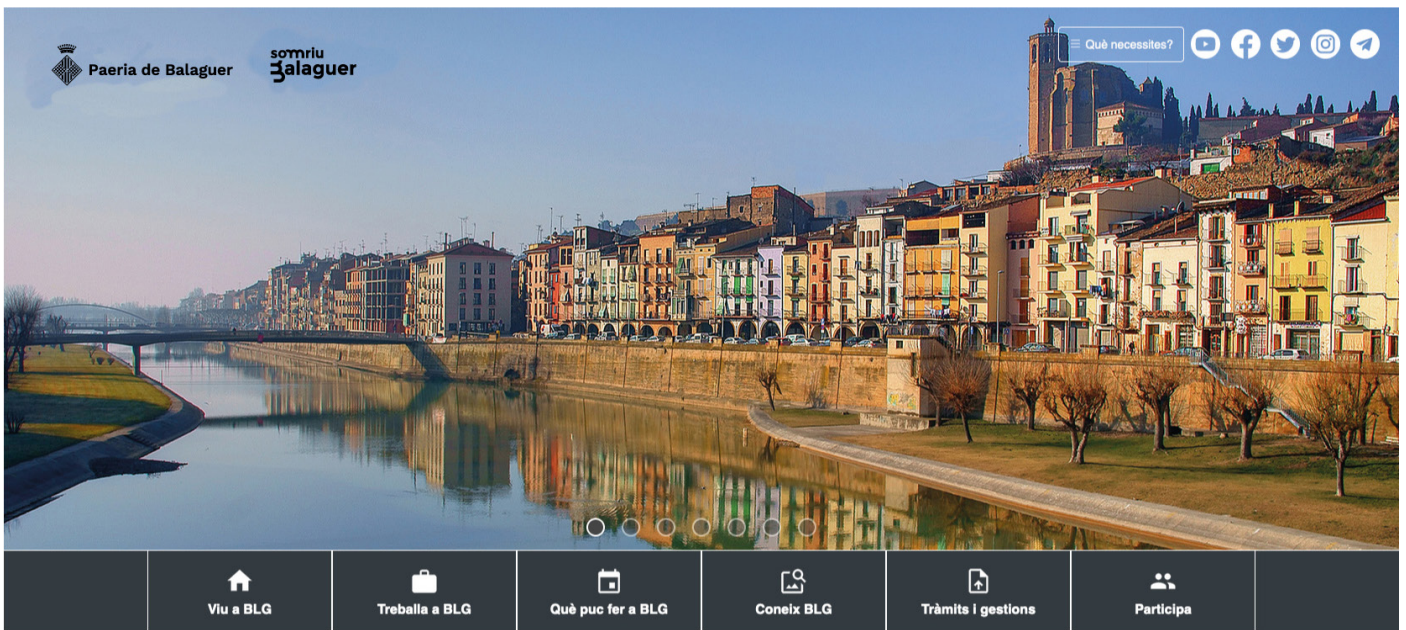 Paeria de Balaguer
somriu
Balaguer
Què necessites?
Viu a BLG
Treballa a BLG
Què puc fer a BLG
Coneix BLG
Tràmits i gestions
Participa